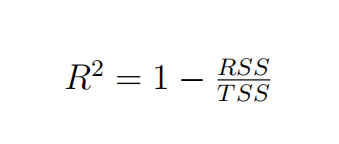 R² = 1 − RSS/TSS